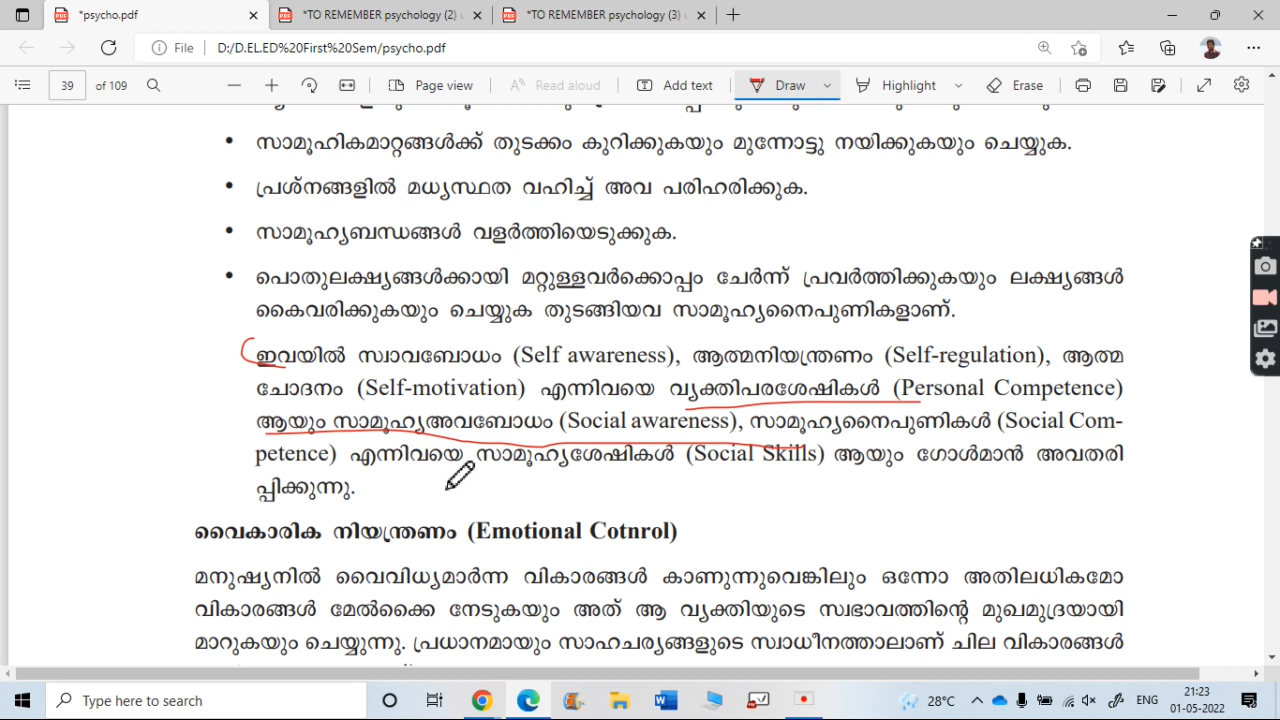 *psycho.pdf
*TO REMEMBER psychology (2)
*TO REMEMBER psychology (3)
File
D:/D.EL.ED%20First%20Sem/psycho.pdf
39 of 109
Page view
Read aloud
Add text
Draw
Highlight
Erase
• സാമൂഹികമാറ്റങ്ങൾക്ക് തുടക്കം കുറിക്കുകയും മുന്നോട്ടു നയിക്കുകയും ചെയ്യുക.
• പ്രശ്നങ്ങളിൽ മധ്യസ്ഥത വഹിച്ച് അവ പരിഹരിക്കുക.
• സാമൂഹ്യബന്ധങ്ങൾ വളർത്തിയെടുക്കുക.
• പൊതുലക്ഷ്യങ്ങൾക്കായി മറ്റുള്ളവർക്കൊപ്പം ചേർന്ന് പ്രവർത്തിക്കുകയും ലക്ഷ്യങ്ങൾ
കൈവരിക്കുകയും ചെയ്യുക തുടങ്ങിയവ സാമൂഹ്യനൈപുണികളാണ്.
ഇവയിൽ സ്വാവബോധം (Self awareness), ആത്മനിയന്ത്രണം (Self-regulation), ആത്മ
ചോദനം (Self-motivation) എന്നിവയെ വ്യക്തിപരശേഷികൾ (Personal Competence)
ആയും സാമൂഹ്യഅവബോധം (Social awareness), സാമൂഹ്യനൈപുണികൾ (Social Com-
petence) എന്നിവയെ സാമൂഹ്യശേഷികൾ (Social Skills) ആയും ഗോൾമാൻ അവതരി
പ്പിക്കുന്നു.
വൈകാരിക നിയന്ത്രണം (Emotional Cotnrol)
മനുഷ്യനിൽ വൈവിധ്യമാർന്ന വികാരങ്ങൾ കാണുന്നുവെങ്കിലും ഒന്നോ അതിലധികമോ
വികാരങ്ങൾ മേൽക്കൈ നേടുകയും അത് ആ വ്യക്തിയുടെ സ്വഭാവത്തിന്റെ മുഖമുദ്രയായി
മാറുകയും ചെയ്യുന്നു. പ്രധാനമായും സാഹചര്യങ്ങളുടെ സ്വാധീനത്താലാണ് ചില വികാരങ്ങൾ
Type here to search
28°C
ENG
21:23
01-05-2022